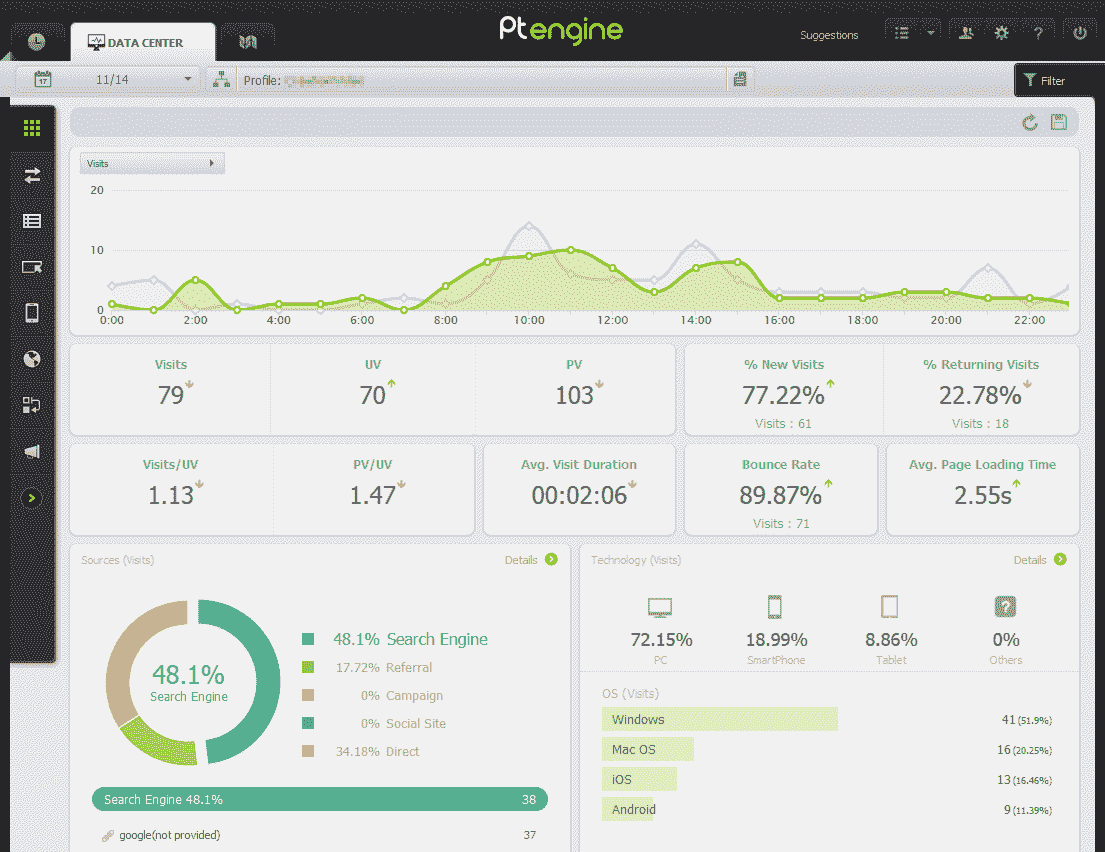 Pt engine
DATA CENTER
Suggestions
?
17
11/14
Profile:
Filter
Visits
20
10
0
0:00 2:00 4:00 6:00 8:00 10:00 12:00 14:00 16:00 18:00 20:00 22:00
Visits UV PV % New Visits % Returning Visits
79 70 103 77.22% 22.78%
Visits : 61 Visits : 18
Visits/UV PV/UV Avg. Visit Duration Bounce Rate Avg. Page Loading Time
1.13 1.47 00:02:06 89.87% 2.55s
Visits : 71
Sources (Visits) Details
48.1%
Search Engine
48.1% Search Engine
17.72% Referral
0% Campaign
0% Social Site
34.18% Direct
Search Engine 48.1% 38
google(not provided) 37
Technology (Visits) Details
?
72.15% 18.99% 8.86% 0%
PC SmartPhone Tablet Others
OS (Visits)
Windows 41 (51.9%)
Mac OS 16 (20.25%)
iOS 13 (16.46%)
Android 9 (11.39%)